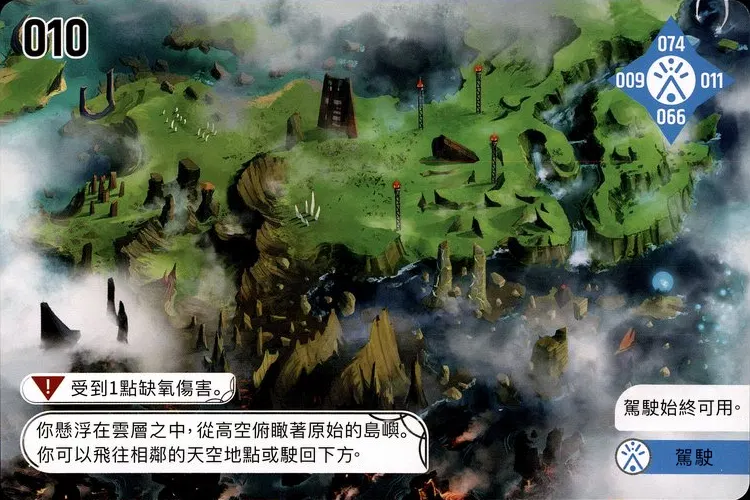 010
074
009
011
066
受到1點缺氧傷害。
你懸浮在雲層之中,從高空俯瞰著原始的島嶼。
你可以飛往相鄰的天空地點或駛回下方。
駕駛始終可用。
駕駛